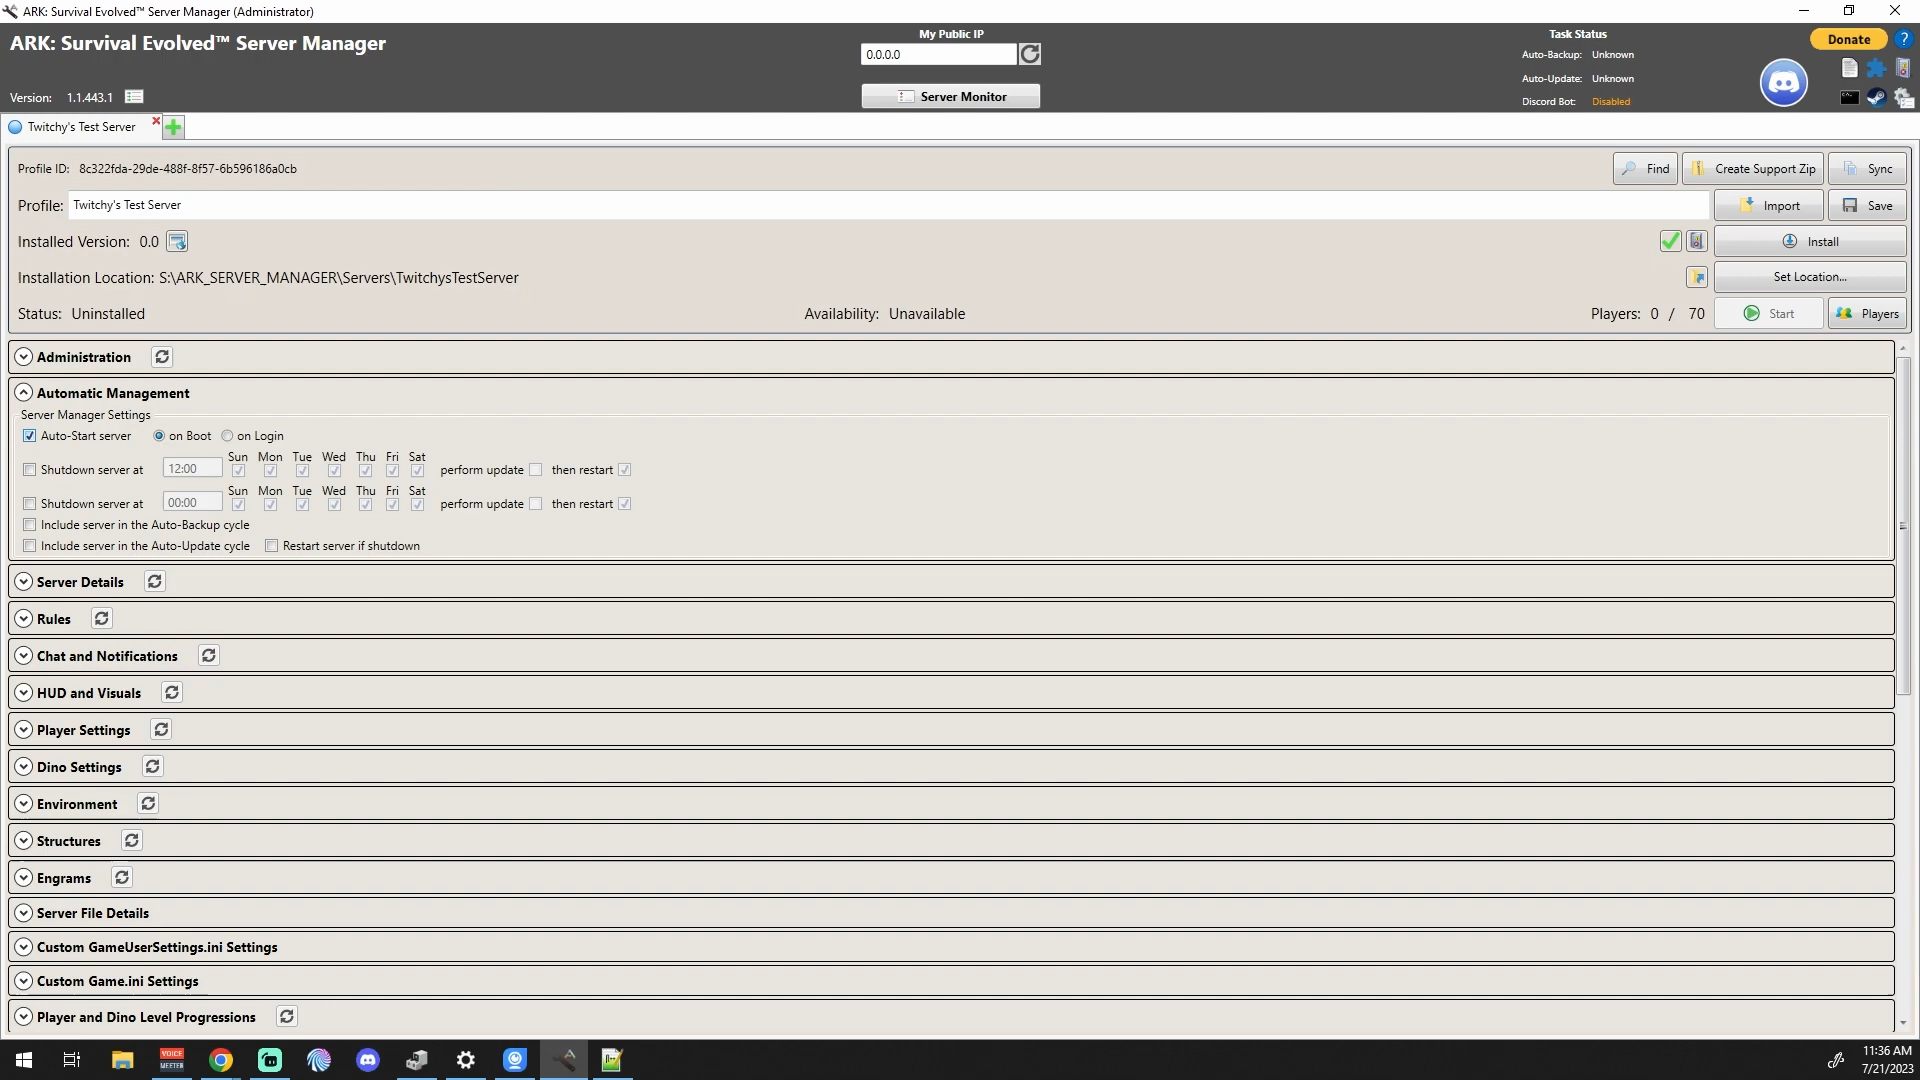 ARK: Survival Evolved™ Server Manager (Administrator)
ARK: Survival Evolved™ Server Manager
My Public IP
0.0.0.0
Server Monitor
Task Status
Auto-Backup: Unknown
Auto-Update: Unknown
Discord Bot: Disabled
Donate
?
Version: 1.1.443.1
Twitchy's Test Server
Profile ID: 8c322fda-29de-488f-8f57-6b596186a0cb
Find
Create Support Zip
Sync
Profile: Twitchy's Test Server
Import
Save
Installed Version: 0.0
Install
Installation Location: S:\ARK_SERVER_MANAGER\Servers\TwitchysTestServer
Set Location...
Status: Uninstalled
Availability: Unavailable
Players: 0 / 70
Start
Players
Administration
Automatic Management
Server Manager Settings
Auto-Start server on Boot on Login
Sun Mon Tue Wed Thu Fri Sat
Shutdown server at 12:00 perform update then restart
Sun Mon Tue Wed Thu Fri Sat
Shutdown server at 00:00 perform update then restart
Include server in the Auto-Backup cycle
Include server in the Auto-Update cycle Restart server if shutdown
Server Details
Rules
Chat and Notifications
HUD and Visuals
Player Settings
Dino Settings
Environment
Structures
Engrams
Server File Details
Custom GameUserSettings.ini Settings
Custom Game.ini Settings
Player and Dino Level Progressions
VOICE
MEETER
11:36 AM
7/21/2023